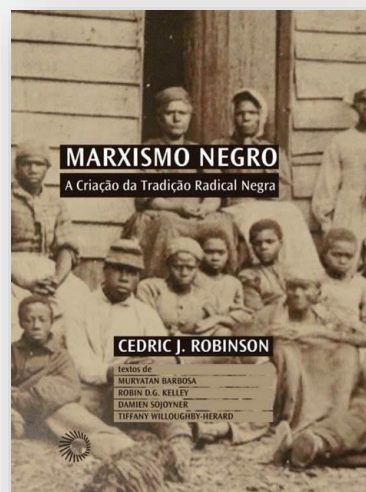 MARXISMO NEGRO
A Criação da Tradição Radical Negra
CEDRIC J. ROBINSON
textos de
MURYATAN BARBOSA
ROBIN D.G. KELLEY
DAMIEN SOJOYNER
TIFFANY WILLOUGHBY-HERARD